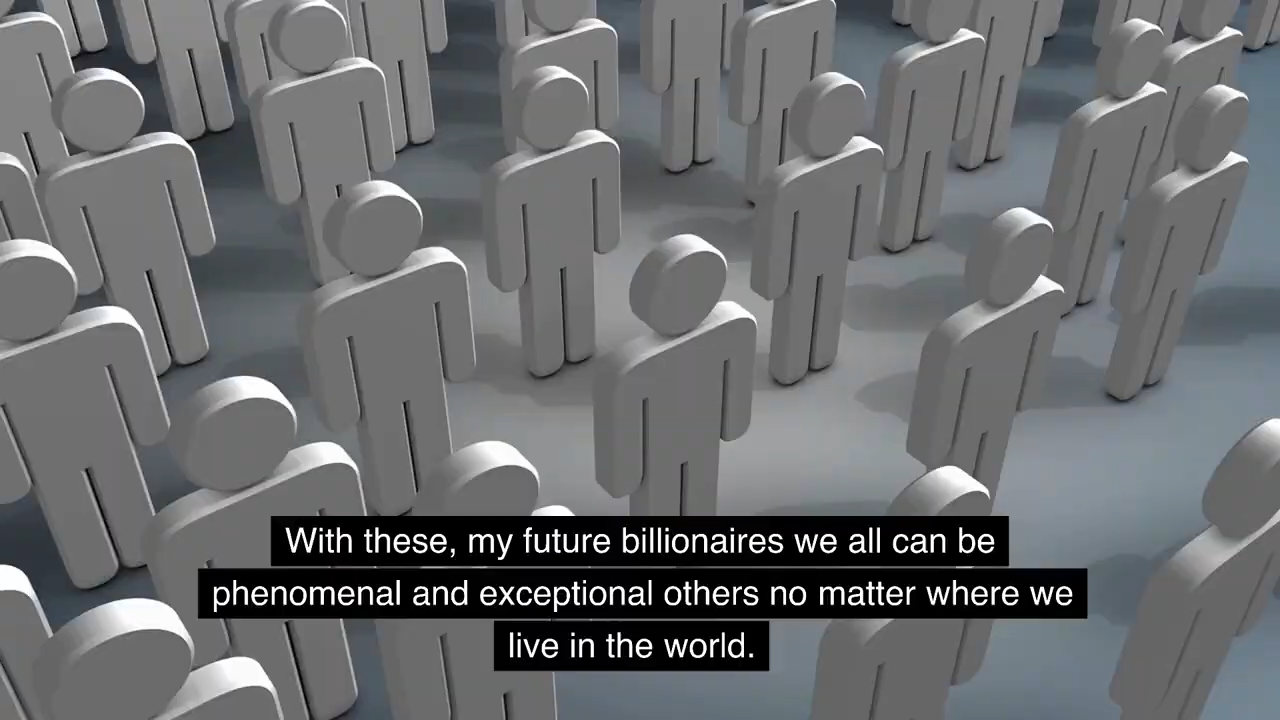 With these, my future billionaires we all can be
phenomenal and exceptional others no matter where we
live in the world.